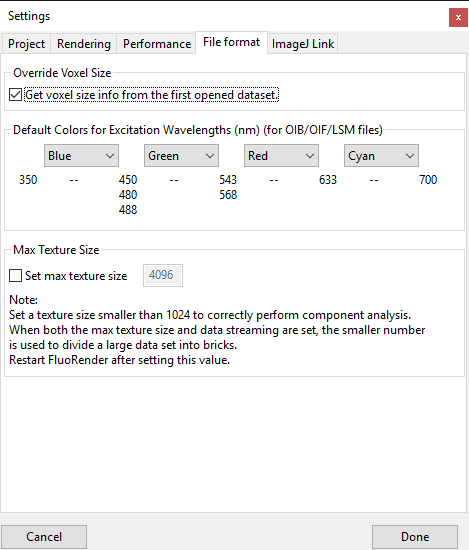 Settings
x
Project Rendering Performance File format ImageJ Link
Override Voxel Size
Get voxel size info from the first opened dataset.
Default Colors for Excitation Wavelengths (nm) (for OIB/OIF/LSM files)
Blue Green Red Cyan
350 -- 450 -- 543 -- 633 -- 700
480 568
488
Max Texture Size
Set max texture size 4096
Note:
Set a texture size smaller than 1024 to correctly perform component analysis.
When both the max texture size and data streaming are set, the smaller number
is used to divide a large data set into bricks.
Restart FluoRender after setting this value.
Cancel Done